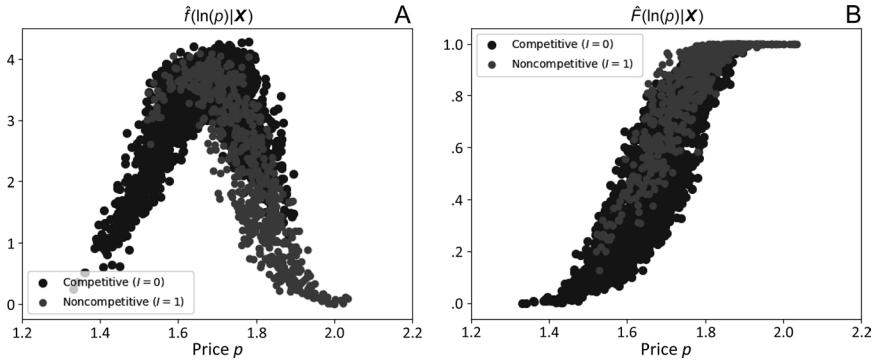 f̂(ln(p)|X)
A
4
3
2
1
0
Competitive (I = 0)
Noncompetitive (I = 1)
1.2 1.4 1.6 1.8 2.0 2.2
Price p
F̂(ln(p)|X)
B
Competitive (I = 0)
Noncompetitive (I = 1)
1.0
.8
.6
.4
.2
.0
1.2 1.4 1.6 1.8 2.0 2.2
Price p